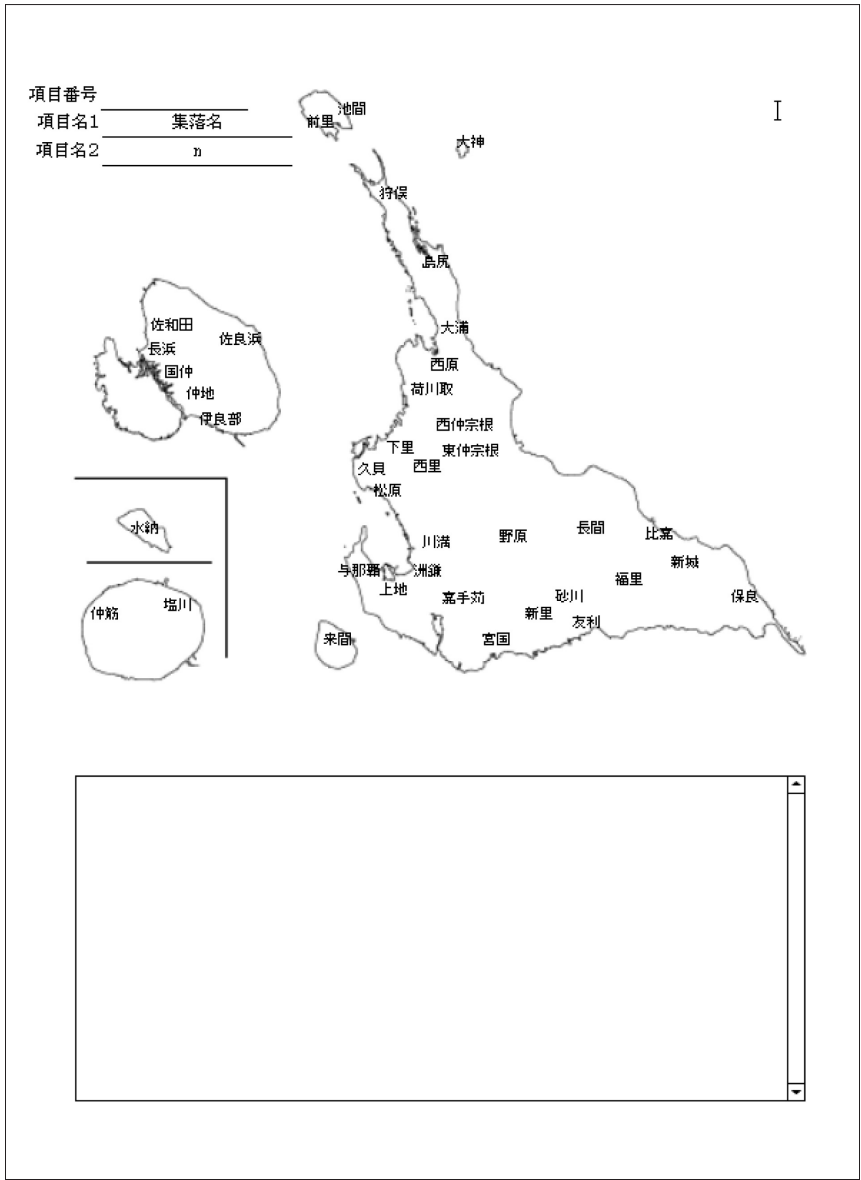 項目番号
項目名1 集落名
項目名2 n
池間
前里
大神
狩俣
島尻
大浦
西原
荷川取
西仲宗根
下里
東仲宗根
西里
久貝
松原
川満
野原
長間
比嘉
新城
与那覇
洲鎌
上地
福里
嘉手苅
砂川
保良
新里
友利
来間
宮国
佐和田
佐良浜
長浜
国仲
仲地
伊良部
水納
塩川
仲筋